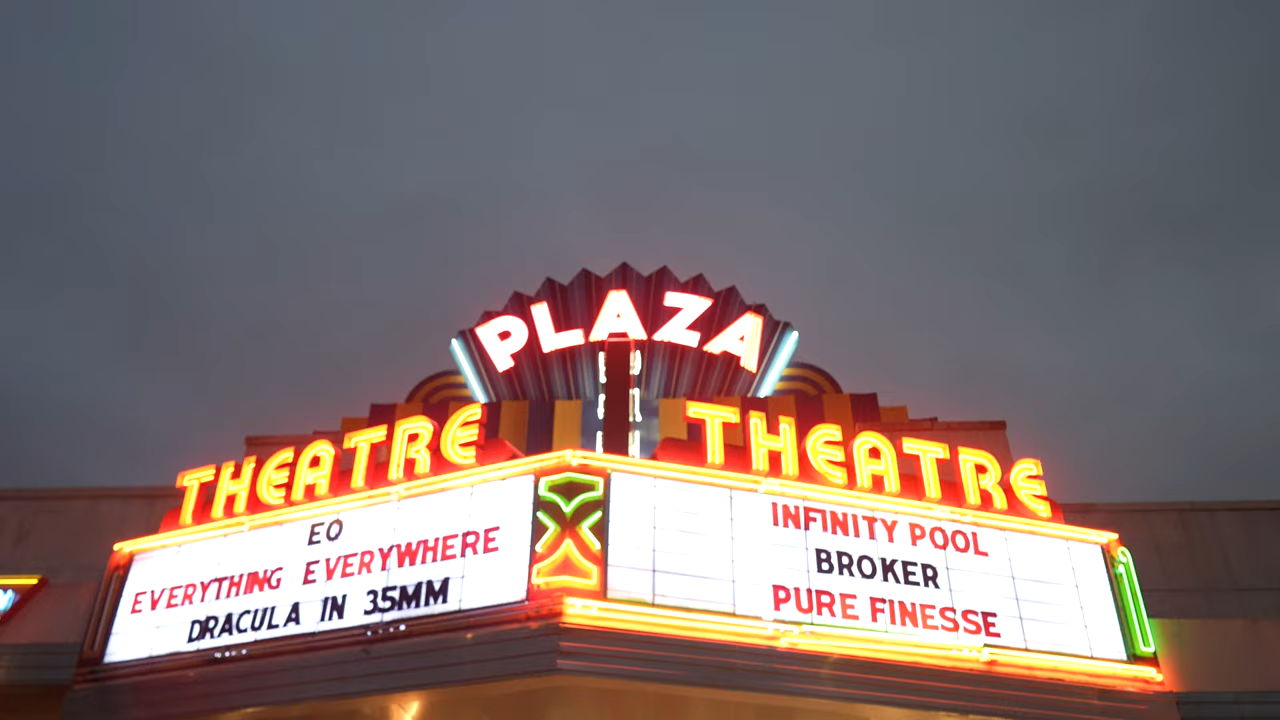 PLAZA
THEATRE
THEATRE
EO
EVERYTHING EVERYWHERE
DRACULA IN 35MM
INFINITY POOL
BROKER
PURE FINESSE